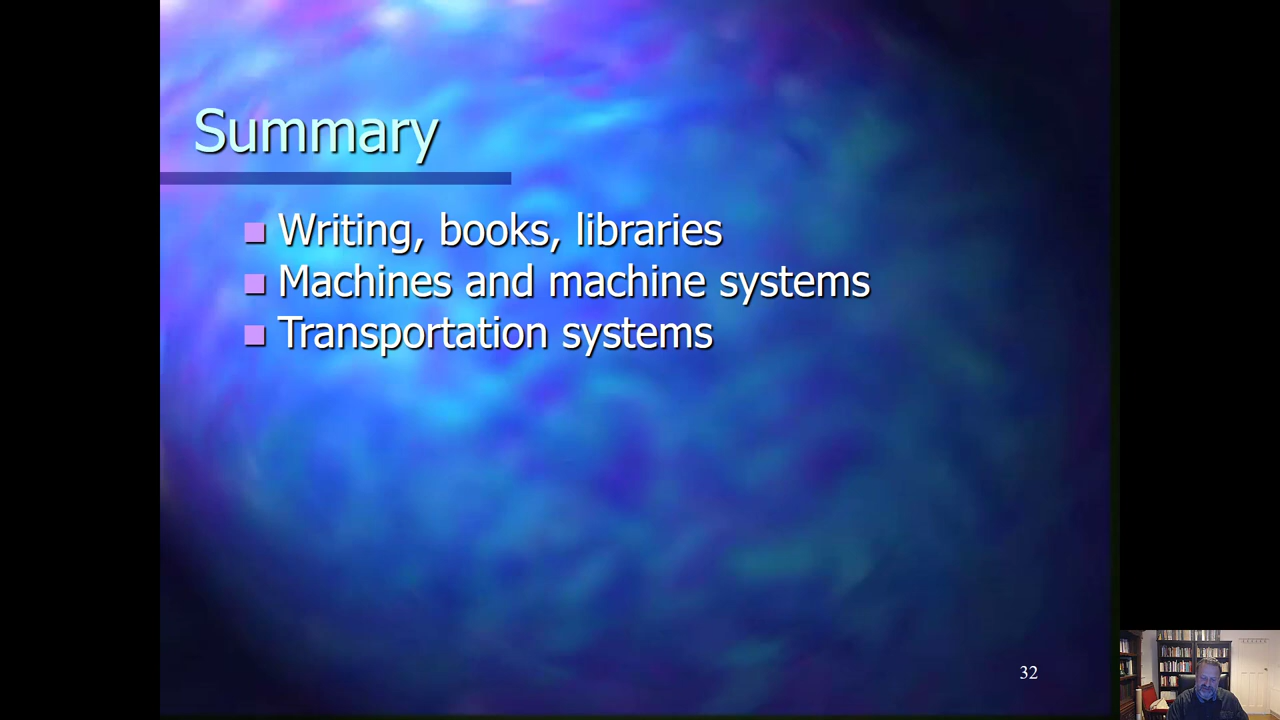 Summary
Writing, books, libraries
Machines and machine systems
Transportation systems
32